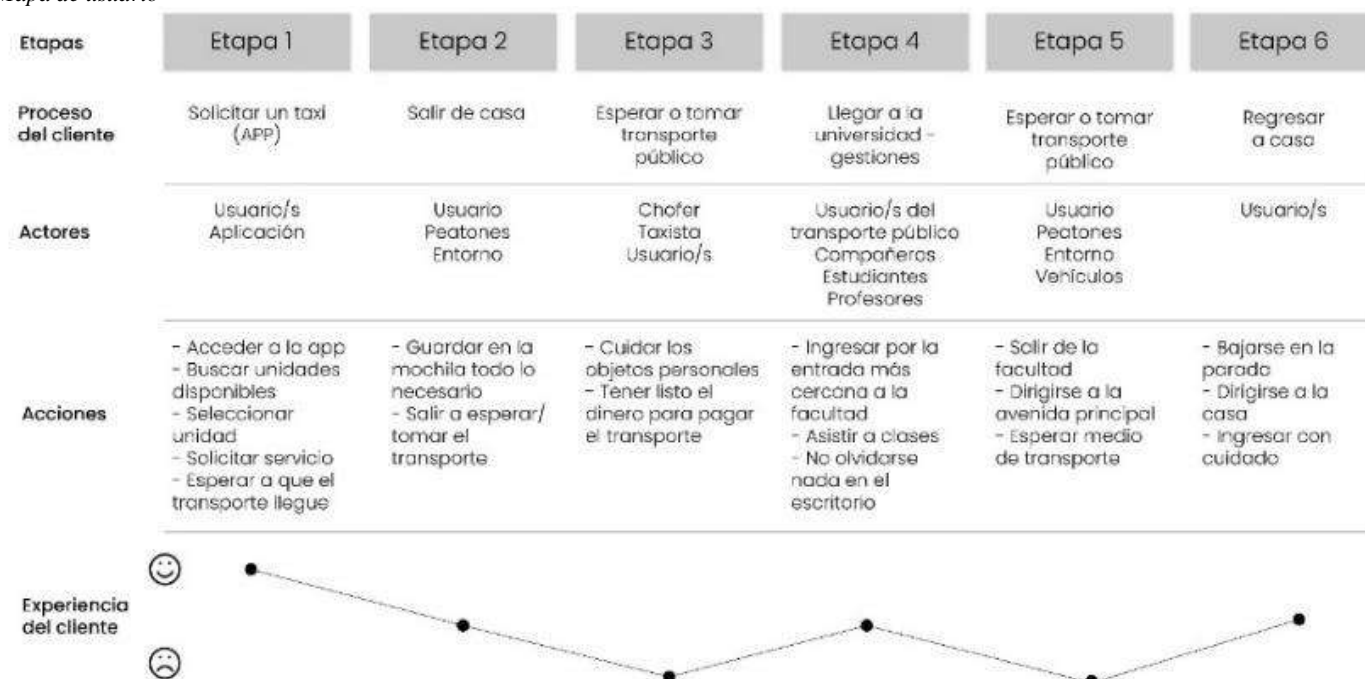 Mapa de usuario
Etapas
Etapa 1
Etapa 2
Etapa 3
Etapa 4
Etapa 5
Etapa 6
Proceso
del cliente
Solicitar un taxi
(APP)
Salir de casa
Esperar o tomar
transporte
público
Llegar a la
universidad -
gestiones
Esperar o tomar
transporte
público
Regresar
a casa
Actores
Usuario/s
Aplicación
Usuario
Peatones
Entorno
Chofer
Taxista
Usuario/s
Usuario/s del
transporte público
Compañeros
Estudiantes
Profesores
Usuario
Peatones
Entorno
Vehículos
Usuario/s
Acciones
- Acceder a la app
- Buscar unidades
disponibles
- Seleccionar
unidad
- Solicitar servicio
- Esperar a que el
transporte llegue
- Guardar en la
mochila todo lo
necesario
- Salir a esperar/
tomar el
transporte
- Cuidar los
objetos personales
- Tener listo el
dinero para pagar
el transporte
- Ingresar por la
entrada más
cercana a la
facultad
- Asistir a clases
- No olvidarse
nada en el
escritorio
- Salir de la
facultad
- Dirigirse a la
avenida principal
- Esperar medio
de transporte
- Bajarse en la
parada
- Dirigirse a la
casa
- Ingresar con
cuidado
Experiencia
del cliente